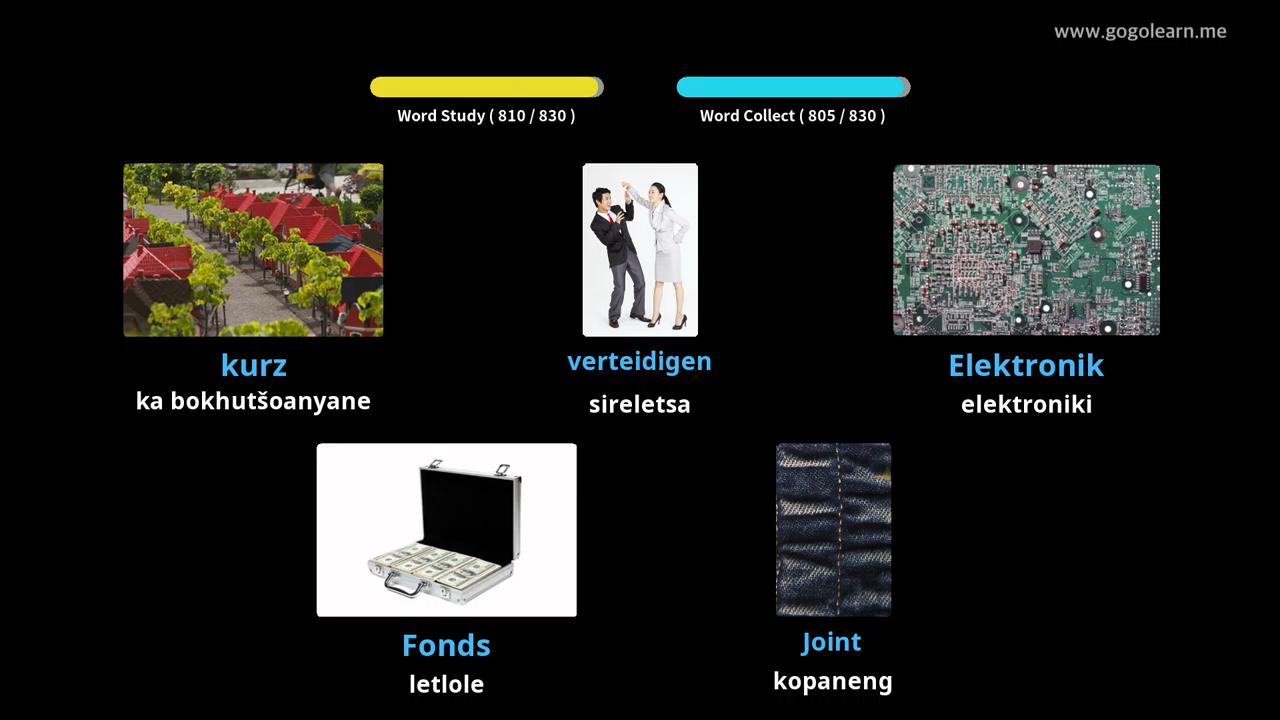 www.gogolearn.me
Word Study ( 810 / 830 )
Word Collect ( 805 / 830 )
kurz
ka bokhutšoanyane
verteidigen
sireletsa
Elektronik
elektroniki
Fonds
letlole
Joint
kopaneng